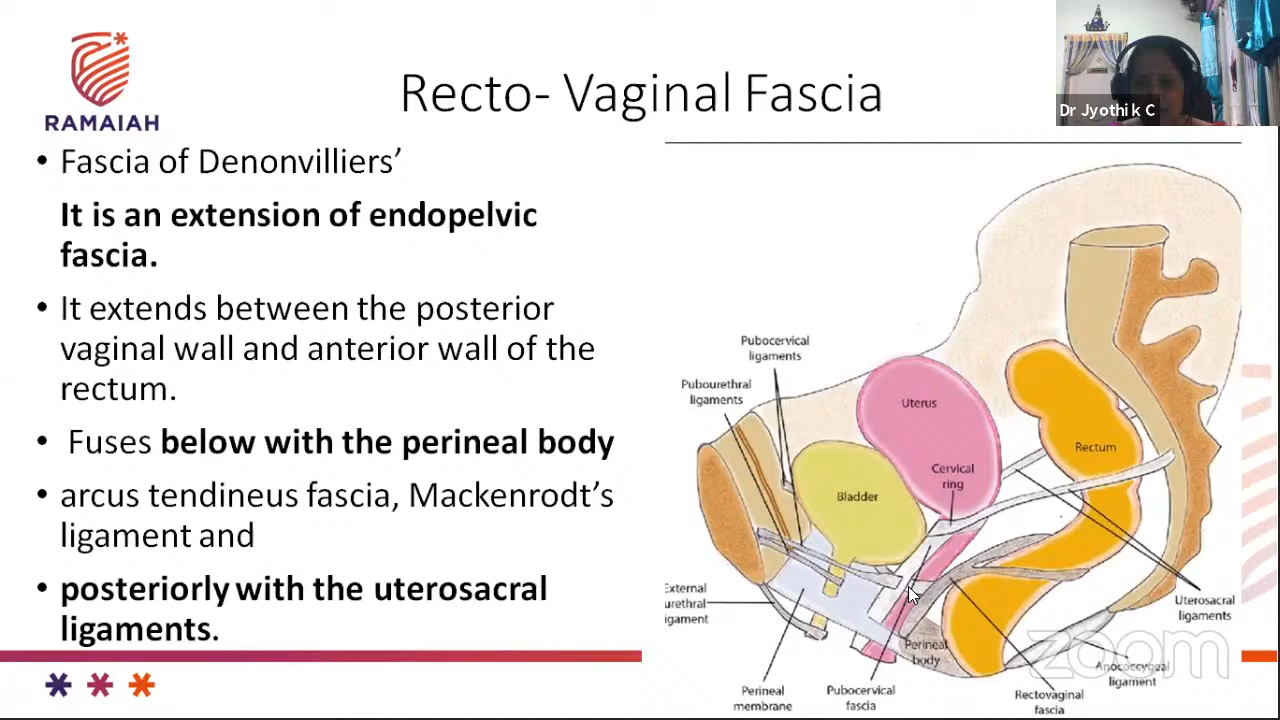 RAMAIAH
Recto- Vaginal Fascia
Dr Jyothi k C
• Fascia of Denonvilliers’
It is an extension of endopelvic
fascia.
• It extends between the posterior
vaginal wall and anterior wall of the
rectum.
• Fuses below with the perineal body
• arcus tendineus fascia, Mackenrodt’s
ligament and
• posteriorly with the uterosacral
ligaments.
Pubocervical
ligaments
Pubourethral
ligaments
Uterus
Cervical
ring
Rectum
Bladder
External
urethral
ligament
Perineal
body
Uterosacral
ligaments
Anococcygeal
ligament
Perineal
membrane
Pubocervical
fascia
Rectovaginal
fascia
zoom